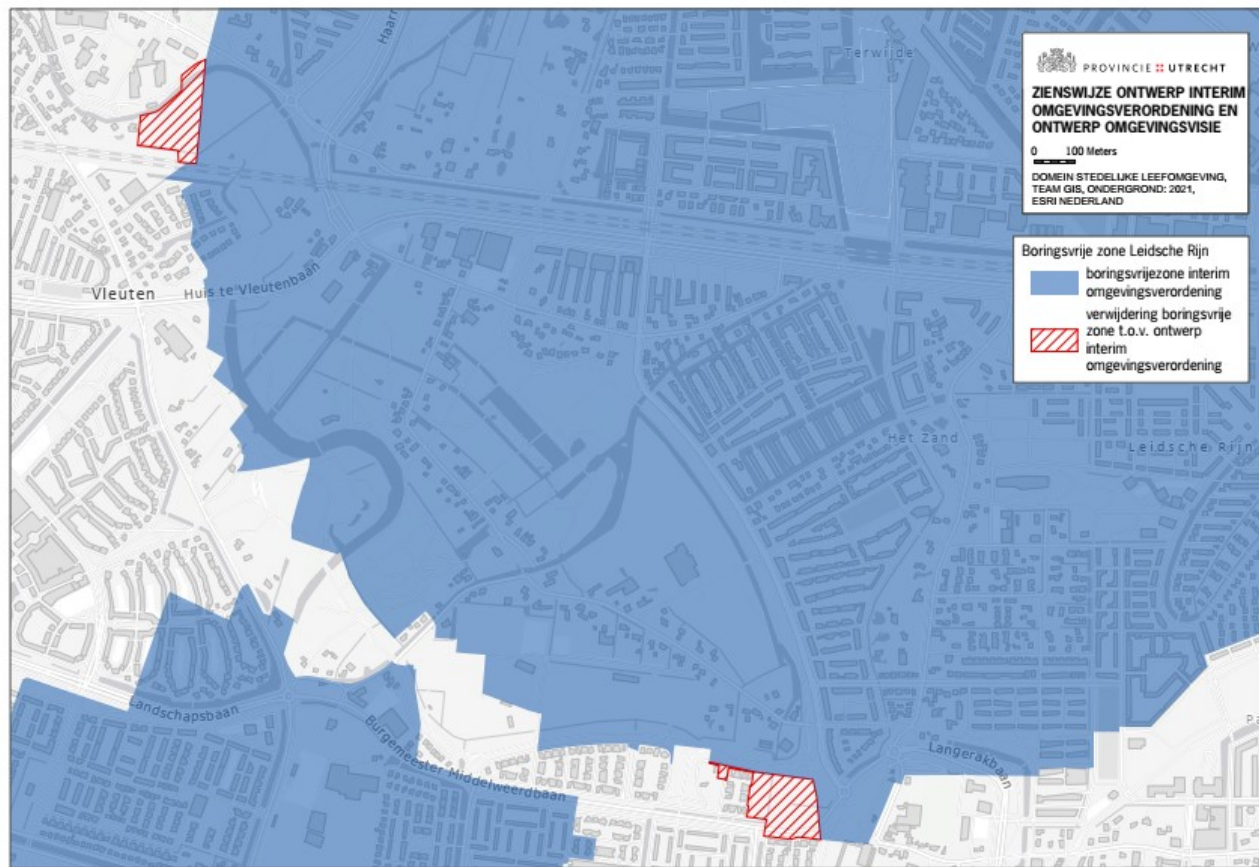 Haarr
Terwijde
Vleuten
Huis te Vleutenbaan
Het Zand
Leidsche Rijn
Landschapsbaan
Burgemeester Middelweerdbaan
Langerakbaan
Pa
PROVINCIE UTRECHT
ZIENSWIJZE ONTWERP INTERIM
OMGEVINGSVERORDENING EN
ONTWERP OMGEVINGSVISIE
0 100 Meters
DOMEIN STEDELIJKE LEEFOMGEVING,
TEAM GIS, ONDERGROND: 2021,
ESRI NEDERLAND
Boringsvrije zone Leidsche Rijn
boringsvrijezone interim
omgevingsverordening
verwijdering boringsvrije
zone t.o.v. ontwerp
interim
omgevingsverordening